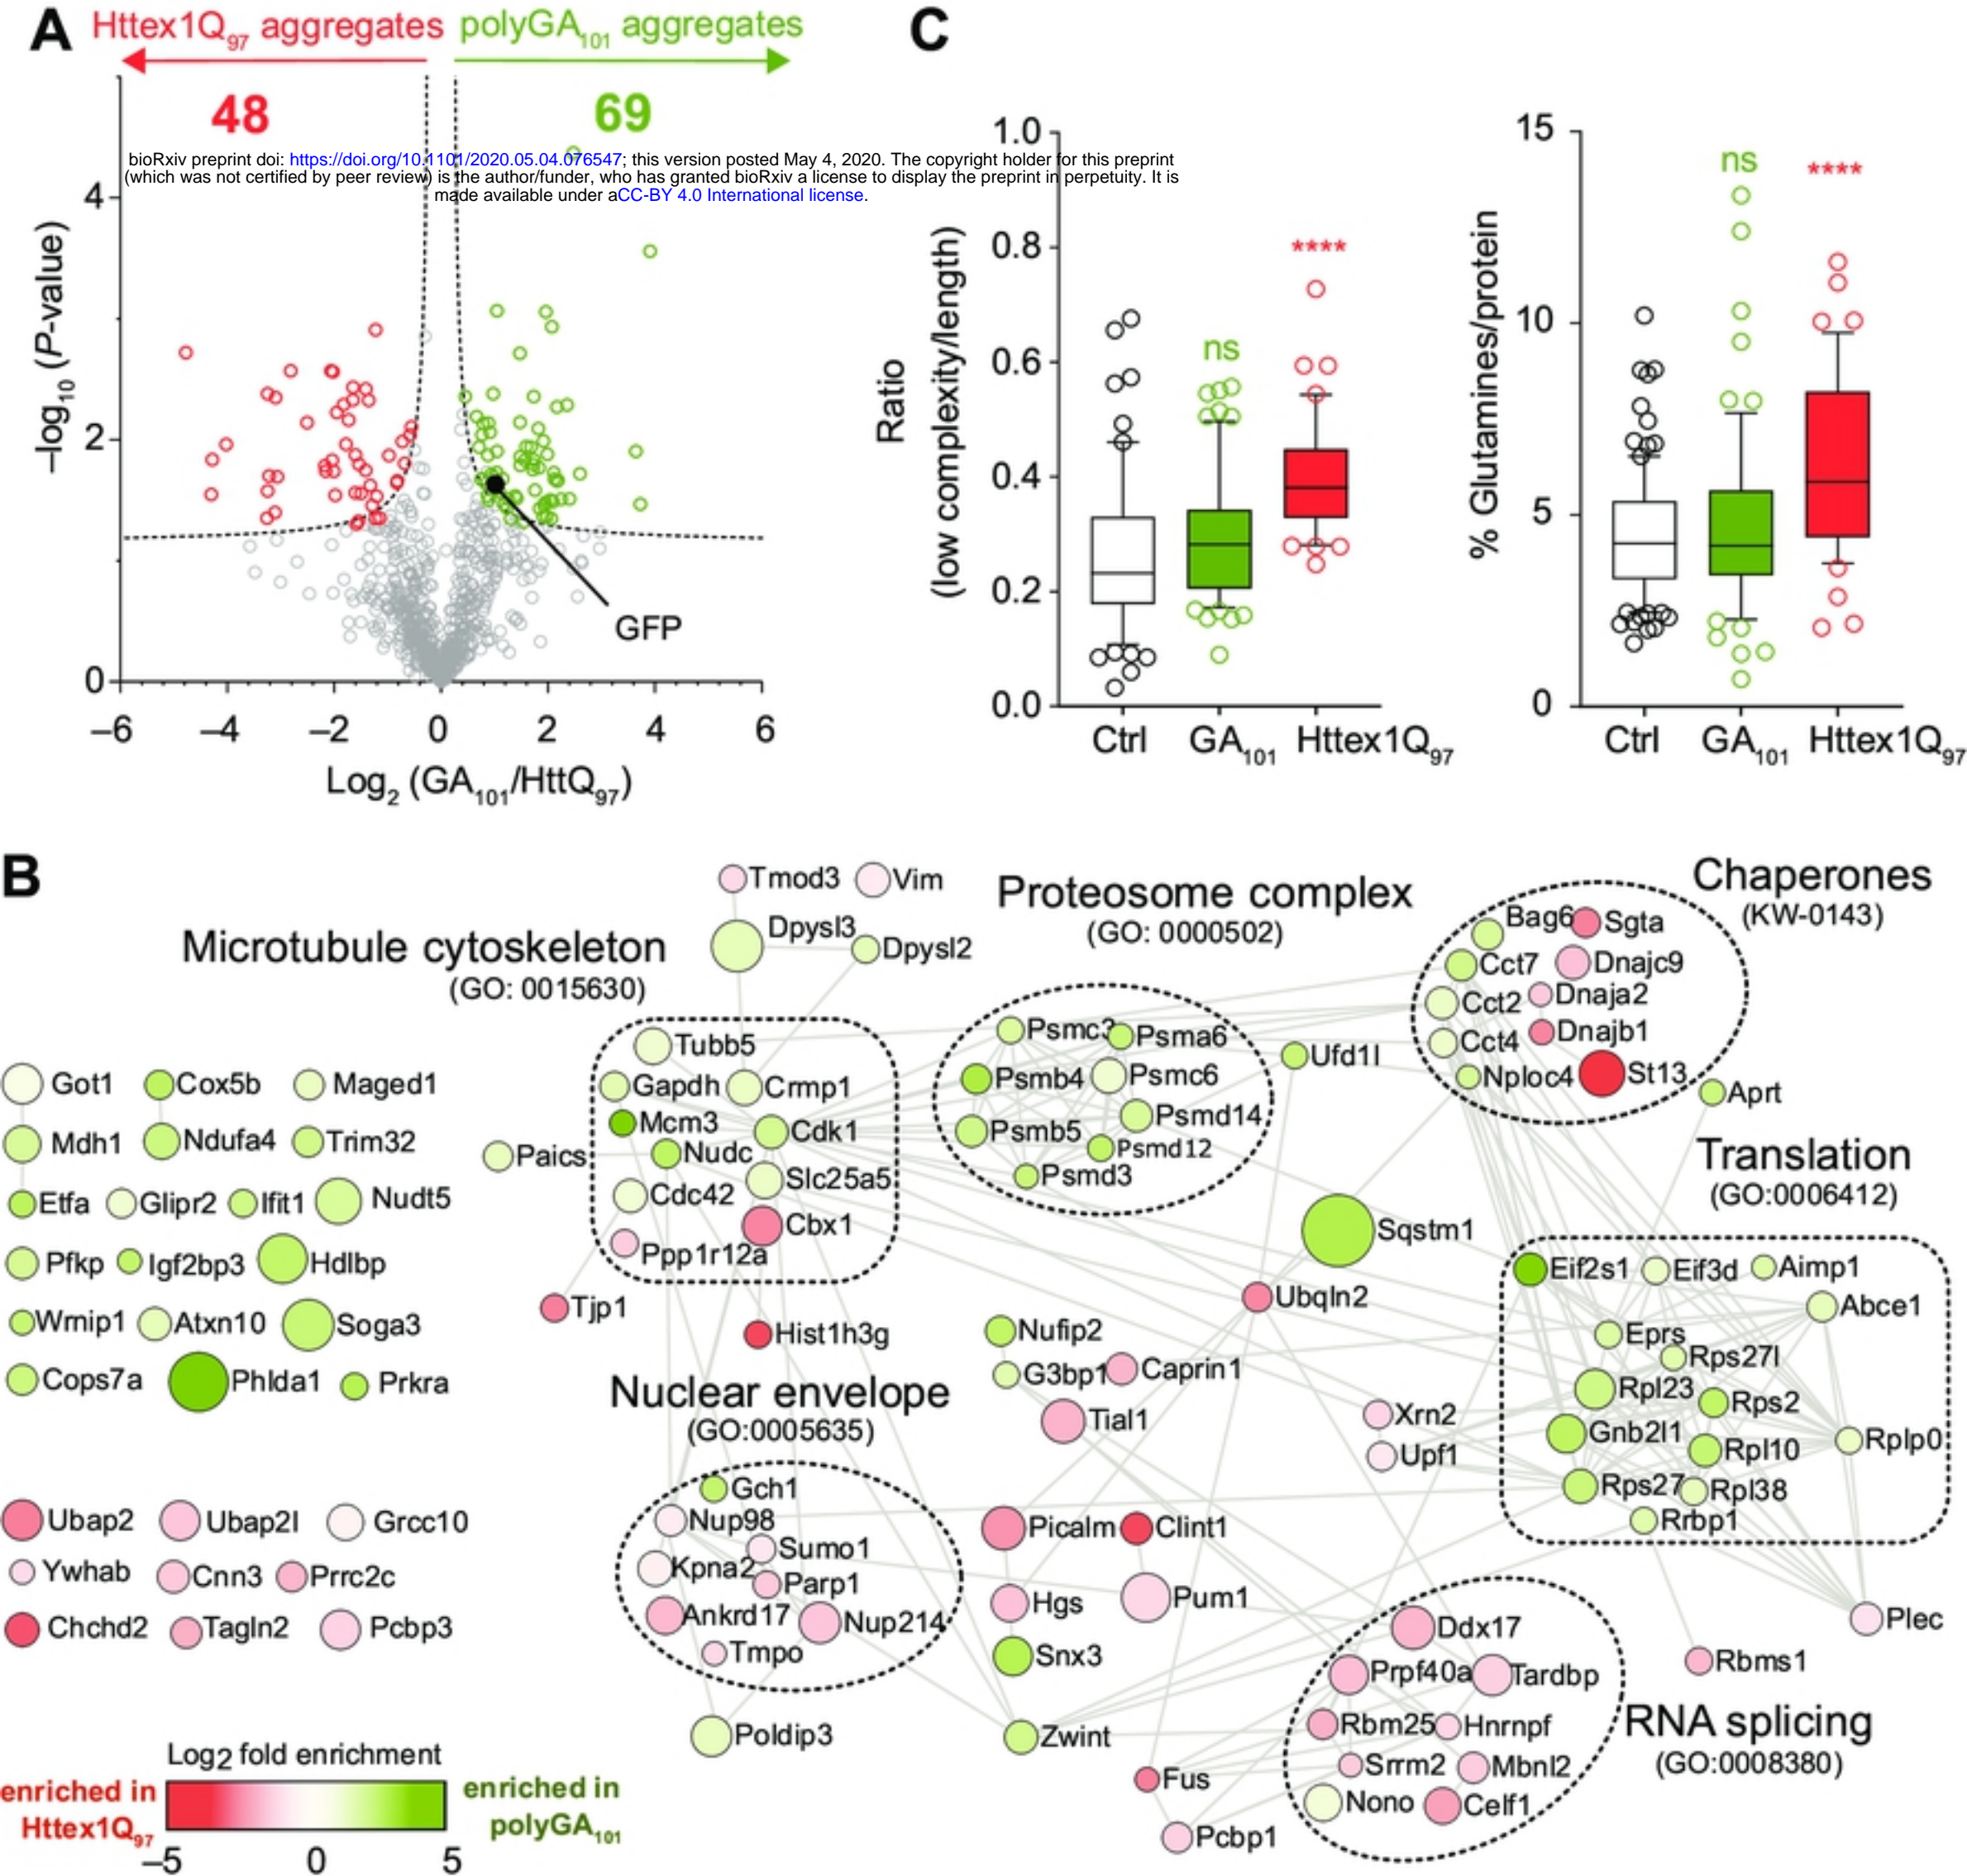 A
Httex1Q97 aggregates
polyGA101 aggregates
48
69
bioRxiv preprint doi: https://doi.org/10.1101/2020.05.04.076547; this version posted May 4, 2020. The copyright holder for this preprint
(which was not certified by peer review) is the author/funder, who has granted bioRxiv a license to display the preprint in perpetuity. It is
made available under aCC-BY 4.0 International license.
–log10 (P-value)
4
2
0
GFP
–6 –4 –2 0 2 4 6
Log2 (GA101/HttQ97)
C
Ratio
(low complexity/length)
1.0
0.8
0.6
0.4
0.2
0.0
ns
****
Ctrl GA101 Httex1Q97
% Glutamines/protein
15
10
5
0
ns
****
Ctrl GA101 Httex1Q97
B
Microtubule cytoskeleton
(GO: 0015630)
Tmod3 Vim
Dpysl3
Dpysl2
Tubb5
Gapdh Crmp1
Mcm3
Cdk1
Nudc
Slc25a5
Cdc42
Cbx1
Ppp1r12a
Paics
Tjp1
Hist1h3g
Proteosome complex
(GO: 0000502)
Psmc3 Psma6
Psmb4 Psmc6
Psmd14
Psmb5
Psmd12
Psmd3
Ufd1l
Chaperones
(KW-0143)
Bag6 Sgta
Cct7 Dnajc9
Cct2 Dnaja2
Cct4 Dnajb1
Nploc4 St13
Aprt
Got1 Cox5b Maged1
Mdh1 Ndufa4 Trim32
Etfa Glipr2 Ifit1 Nudt5
Pfkp Igf2bp3 Hdlbp
Wrnip1 Atxn10 Soga3
Cops7a Phlda1 Prkra
Ubap2 Ubap2l Grcc10
Ywhab Cnn3 Prrc2c
Chchd2 Tagln2 Pcbp3
Sqstm1
Ubqln2
Nufip2
G3bp1 Caprin1
Tial1
Xrn2
Upf1
Translation
(GO:0006412)
Eif2s1 Eif3d Aimp1
Abce1
Eprs
Rps27l
Rpl23
Rps2
Gnb2l1
Rpl10
Rplp0
Rps27 Rpl38
Rrbp1
Plec
Rbms1
Nuclear envelope
(GO:0005635)
Gch1
Nup98
Sumo1
Kpna2
Parp1
Ankrd17 Nup214
Tmpo
Poldip3
Picalm Clint1
Hgs Pum1
Snx3
Zwint
Fus
Pcbp1
RNA splicing
(GO:0008380)
Ddx17
Prpf40a Tardbp
Rbm25 Hnrnpf
Srrm2 Mbnl2
Nono Celf1
Log2 fold enrichment
enriched in
Httex1Q97
enriched in
polyGA101
–5 0 5